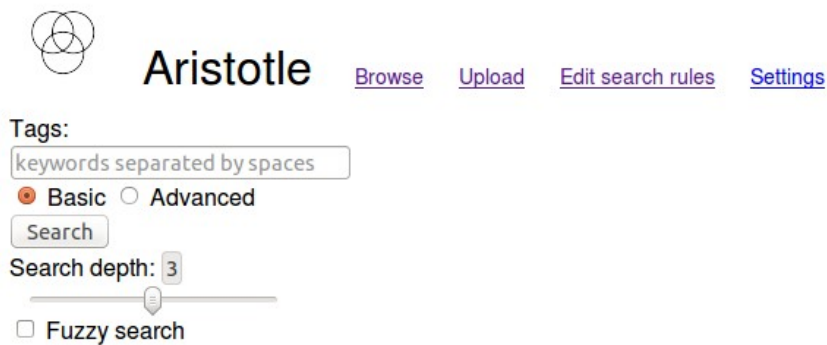 Aristotle Browse Upload Edit search rules Settings
Tags:
keywords separated by spaces
Basic Advanced
Search
Search depth: 3
Fuzzy search